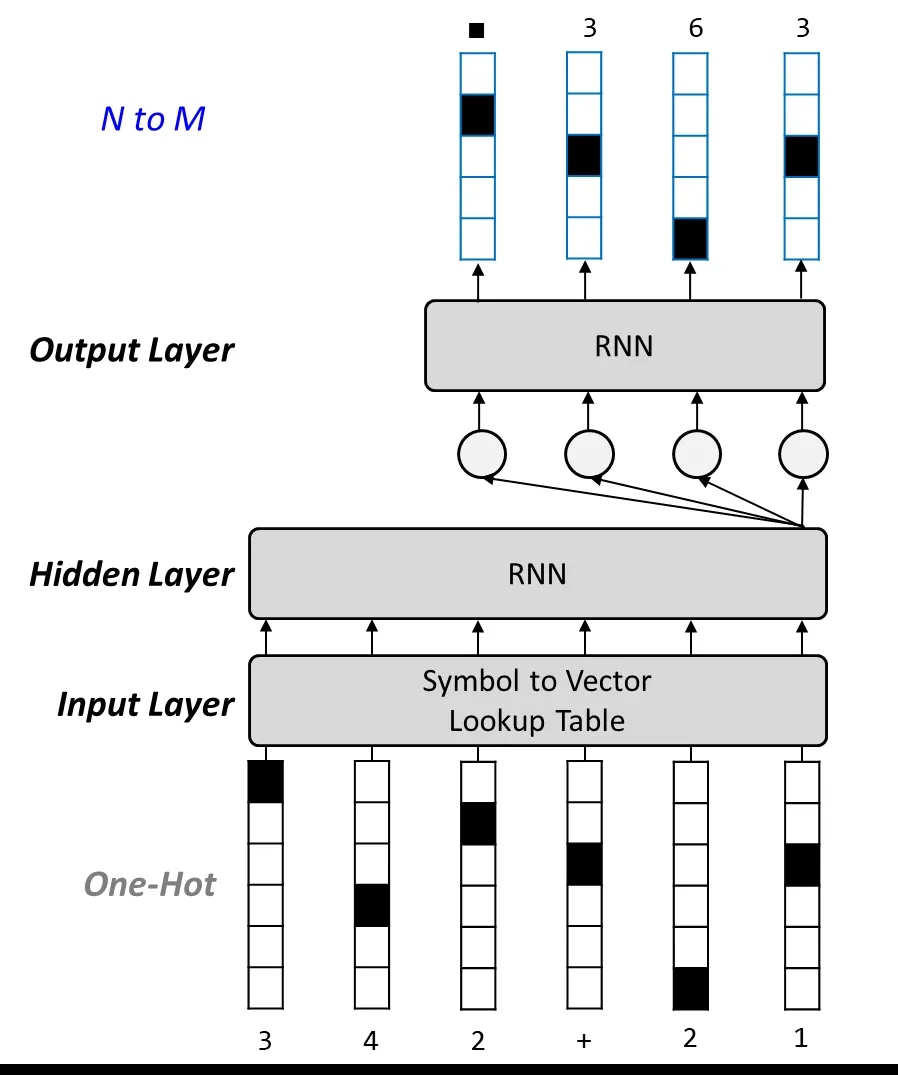 ■ 3 6 3
N to M
Output Layer
RNN
Hidden Layer
RNN
Input Layer
Symbol to Vector
Lookup Table
One-Hot
3 4 2 + 2 1